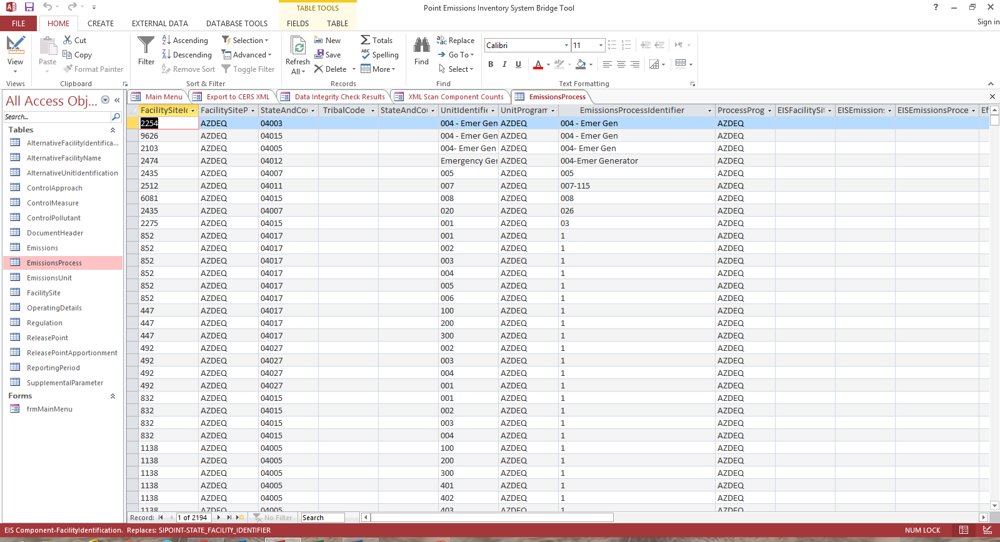 Point Emissions Inventory System Bridge Tool
TABLE TOOLS
Sign in
FILE HOME CREATE EXTERNAL DATA DATABASE TOOLS FIELDS TABLE
View
Views
Paste
Cut
Copy
Format Painter
Clipboard
Filter
Ascending
Descending
Remove Sort
Selection
Advanced
Toggle Filter
Sort & Filter
Refresh
All
New
Save
Delete
Totals
Spelling
More
Records
Find
Replace
Go To
Select
Find
Calibri 11
B I U A
Text Formatting
All Access Obj...
Search...
Tables
AlternativeFacilityIdentifica...
AlternativeFacilityName
AlternativeUnitIdentification
ControlApproach
ControlMeasure
ControlPollutant
DocumentHeader
Emissions
EmissionsProcess
EmissionsUnit
FacilitySite
OperatingDetails
Regulation
ReleasePoint
ReleasePointApportionment
ReportingPeriod
SupplementalParameter
Forms
frmMainMenu
Main Menu Export to CERS XML Data Integrity Check Results XML Scan Component Counts EmissionsProcess
FacilitySiteId FacilitySiteP StateAndCou TribalCode StateAndCou UnitIdentifie UnitProgram EmissionsProcessIdentifier ProcessProg EISFacilitySit EISEmissions EISEmissionsProce Eff
2254 AZDEQ 04003 004 - Emer Gen AZDEQ 004 - Emer Gen AZDEQ
9626 AZDEQ 04015 004 - Emer Gen AZDEQ 004 - Emer Gen AZDEQ
2103 AZDEQ 04005 004- Emer Gen AZDEQ 004- Emer Gen AZDEQ
2474 AZDEQ 04012 Emergency Gen AZDEQ 004-Emer Generator AZDEQ
2435 AZDEQ 04007 005 AZDEQ 005 AZDEQ
2512 AZDEQ 04011 007 AZDEQ 007-115 AZDEQ
6081 AZDEQ 04015 008 AZDEQ 008 AZDEQ
2435 AZDEQ 04007 020 AZDEQ 026 AZDEQ
2275 AZDEQ 04015 001 AZDEQ 03 AZDEQ
852 AZDEQ 04017 001 AZDEQ 1 AZDEQ
852 AZDEQ 04017 002 AZDEQ 1 AZDEQ
852 AZDEQ 04017 003 AZDEQ 1 AZDEQ
852 AZDEQ 04017 004 AZDEQ 1 AZDEQ
852 AZDEQ 04017 005 AZDEQ 1 AZDEQ
852 AZDEQ 04017 006 AZDEQ 1 AZDEQ
447 AZDEQ 04017 100 AZDEQ 1 AZDEQ
447 AZDEQ 04017 200 AZDEQ 1 AZDEQ
447 AZDEQ 04017 300 AZDEQ 1 AZDEQ
492 AZDEQ 04027 002 AZDEQ 1 AZDEQ
492 AZDEQ 04027 003 AZDEQ 1 AZDEQ
492 AZDEQ 04027 004 AZDEQ 1 AZDEQ
492 AZDEQ 04027 001 AZDEQ 1 AZDEQ
832 AZDEQ 04015 001 AZDEQ 1 AZDEQ
832 AZDEQ 04015 002 AZDEQ 1 AZDEQ
832 AZDEQ 04015 003 AZDEQ 1 AZDEQ
832 AZDEQ 04015 004 AZDEQ 1 AZDEQ
1138 AZDEQ 04005 100 AZDEQ 1 AZDEQ
1138 AZDEQ 04005 200 AZDEQ 1 AZDEQ
1138 AZDEQ 04005 300 AZDEQ 1 AZDEQ
1138 AZDEQ 04005 401 AZDEQ 1 AZDEQ
1138 AZDEQ 04005 402 AZDEQ 1 AZDEQ
1138 AZDEQ 04005 403 AZDEQ 1 AZDEQ
Record: 1 of 2194 No Filter Search
EIS Component-FacilityIdentification. Replaces: SIPOINT-STATE_FACILITY_IDENTIFIER NUM LOCK